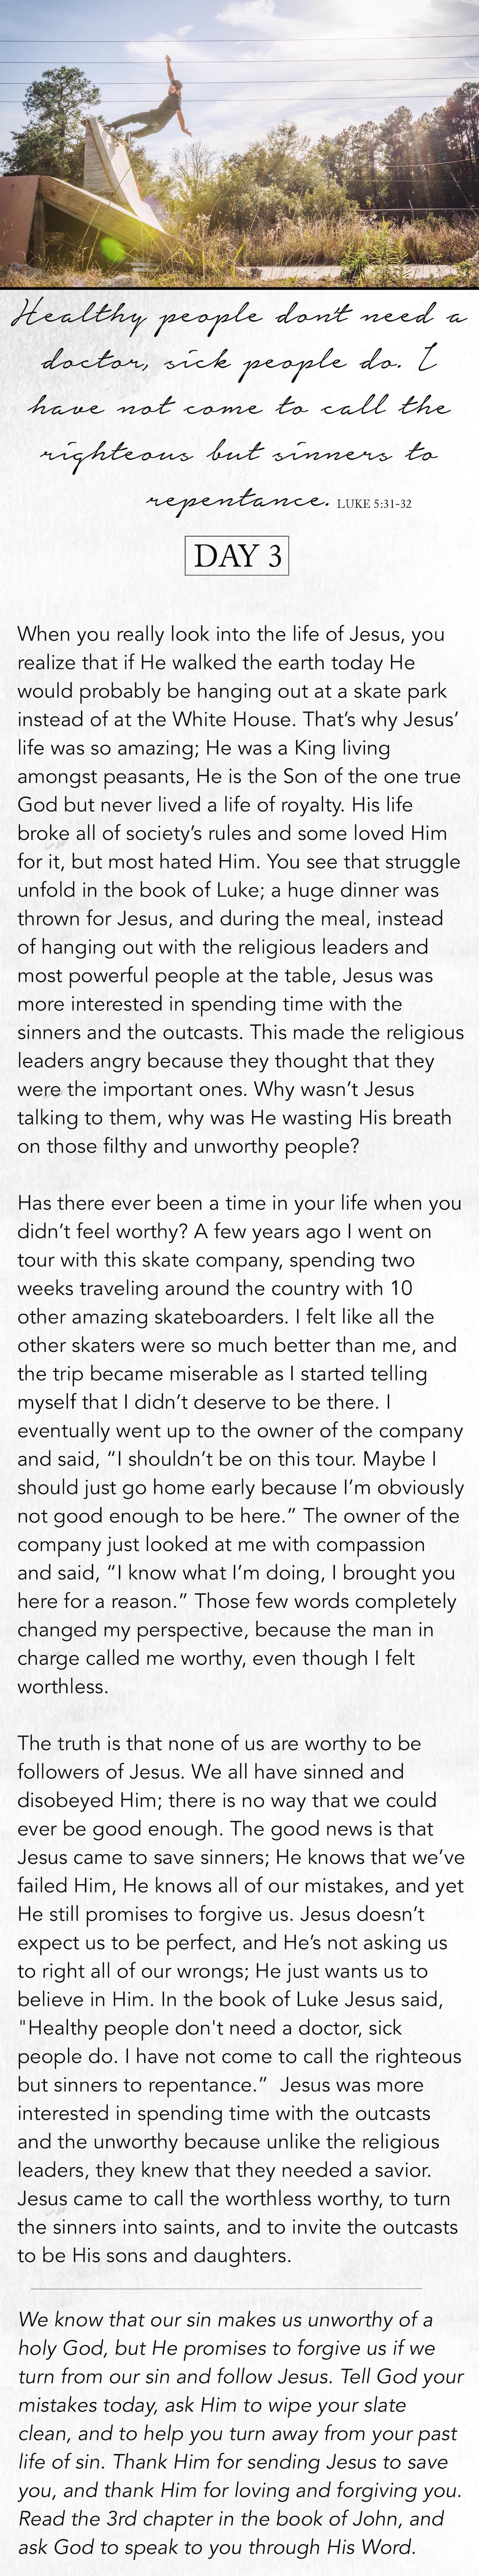 Healthy people don't need a
doctor, sick people do. I
have not come to call the
righteous but sinners to
repentance. LUKE 5:31-32
DAY 3
When you really look into the life of Jesus, you
realize that if He walked the earth today He
would probably be hanging out at a skate park
instead of at the White House. That’s why Jesus’
life was so amazing; He was a King living
amongst peasants, He is the Son of the one true
God but never lived a life of royalty. His life
broke all of society’s rules and some loved Him
for it, but most hated Him. You see that struggle
unfold in the book of Luke; a huge dinner was
thrown for Jesus, and during the meal, instead
of hanging out with the religious leaders and
most powerful people at the table, Jesus was
more interested in spending time with the
sinners and the outcasts. This made the religious
leaders angry because they thought that they
were the important ones. Why wasn’t Jesus
talking to them, why was He wasting His breath
on those filthy and unworthy people?
Has there ever been a time in your life when you
didn’t feel worthy? A few years ago I went on
tour with this skate company, spending two
weeks traveling around the country with 10
other amazing skateboarders. I felt like all the
other skaters were so much better than me, and
the trip became miserable as I started telling
myself that I didn’t deserve to be there. I
eventually went up to the owner of the company
and said, “I shouldn’t be on this tour. Maybe I
should just go home early because I’m obviously
not good enough to be here.” The owner of the
company just looked at me with compassion
and said, “I know what I’m doing, I brought you
here for a reason.” Those few words completely
changed my perspective, because the man in
charge called me worthy, even though I felt
worthless.
The truth is that none of us are worthy to be
followers of Jesus. We all have sinned and
disobeyed Him; there is no way that we could
ever be good enough. The good news is that
Jesus came to save sinners; He knows that we’ve
failed Him, He knows all of our mistakes, and yet
He still promises to forgive us. Jesus doesn’t
expect us to be perfect, and He’s not asking us
to right all of our wrongs; He just wants us to
believe in Him. In the book of Luke Jesus said,
"Healthy people don't need a doctor, sick
people do. I have not come to call the righteous
but sinners to repentance.” Jesus was more
interested in spending time with the outcasts
and the unworthy because unlike the religious
leaders, they knew that they needed a savior.
Jesus came to call the worthless worthy, to turn
the sinners into saints, and to invite the outcasts
to be His sons and daughters.
We know that our sin makes us unworthy of a
holy God, but He promises to forgive us if we
turn from our sin and follow Jesus. Tell God your
mistakes today, ask Him to wipe your slate
clean, and to help you turn away from your past
life of sin. Thank Him for sending Jesus to save
you, and thank Him for loving and forgiving you.
Read the 3rd chapter in the book of John, and
ask God to speak to you through His Word.